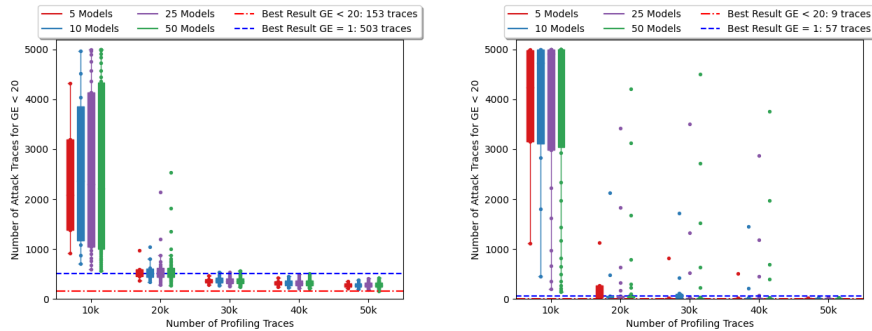 5 Models
25 Models
Best Result GE < 20: 153 traces
10 Models
50 Models
Best Result GE = 1: 503 traces
5000
4000
3000
2000
1000
0
Number of Attack Traces for GE < 20
10k
20k
30k
40k
50k
Number of Profiling Traces
5 Models
25 Models
Best Result GE < 20: 9 traces
10 Models
50 Models
Best Result GE = 1: 57 traces
5000
4000
3000
2000
1000
0
Number of Attack Traces for GE < 20
10k
20k
30k
40k
50k
Number of Profiling Traces